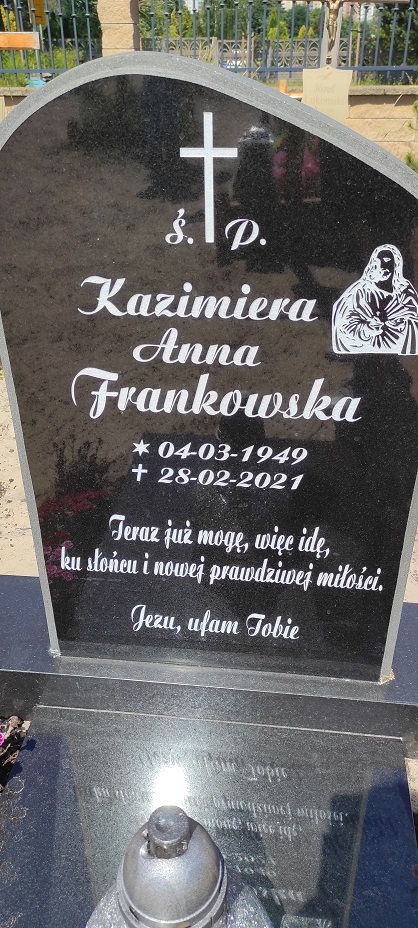 Ś. P.
Kazimiera
Anna
Frankowska
✶ 04-03-1949
✝ 28-02-2021
Teraz już mogę, więc idę,
ku słońcu i nowej prawdziwej miłości.
Jezu, ufam Tobie